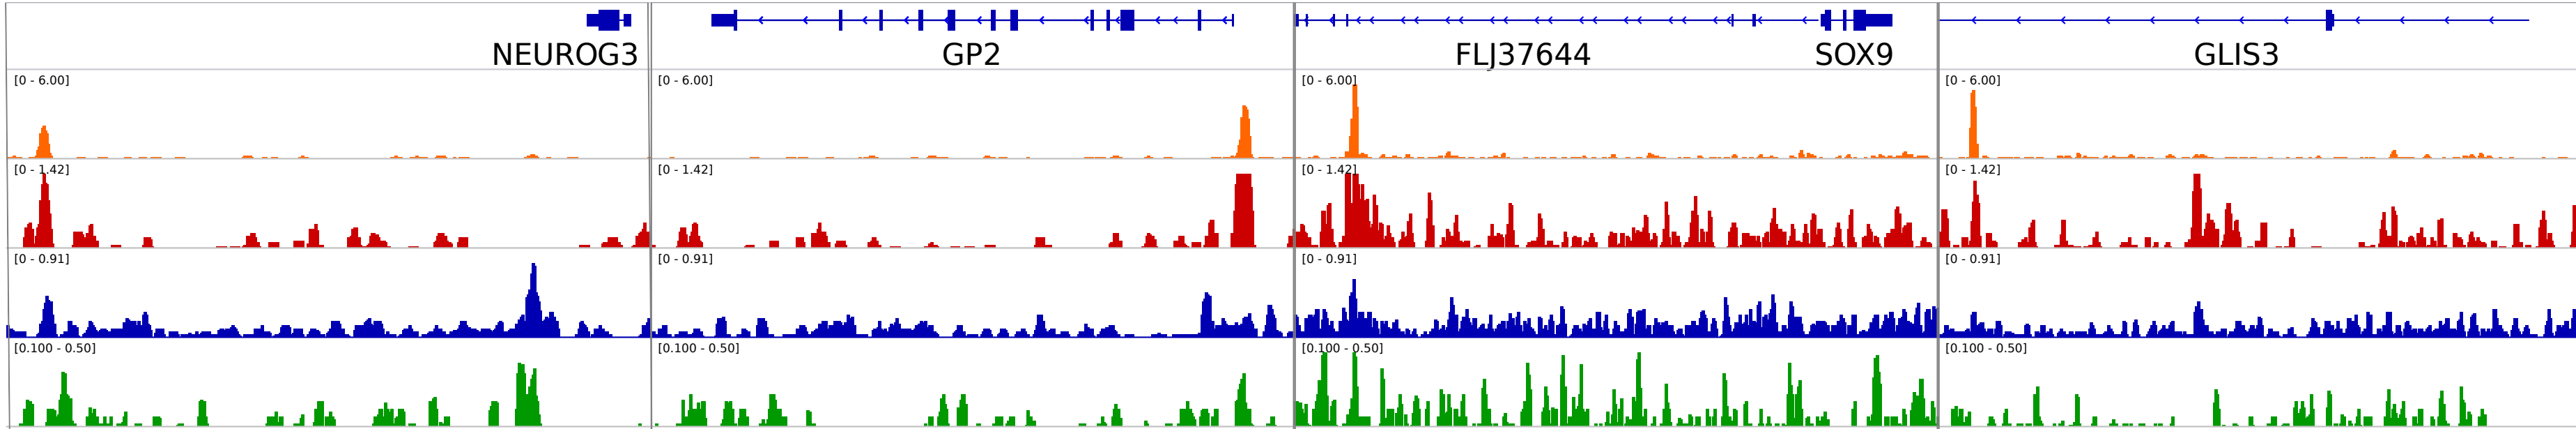 NEUROG3 GP2 FLJ37644 SOX9 GLIS3
[0 - 6.00] [0 - 6.00] [0 - 6.00] [0 - 6.00]
[0 - 1.42] [0 - 1.42] [0 - 1.42] [0 - 1.42]
[0 - 0.91] [0 - 0.91] [0 - 0.91] [0 - 0.91]
[0.100 - 0.50] [0.100 - 0.50] [0.100 - 0.50] [0.100 - 0.50]